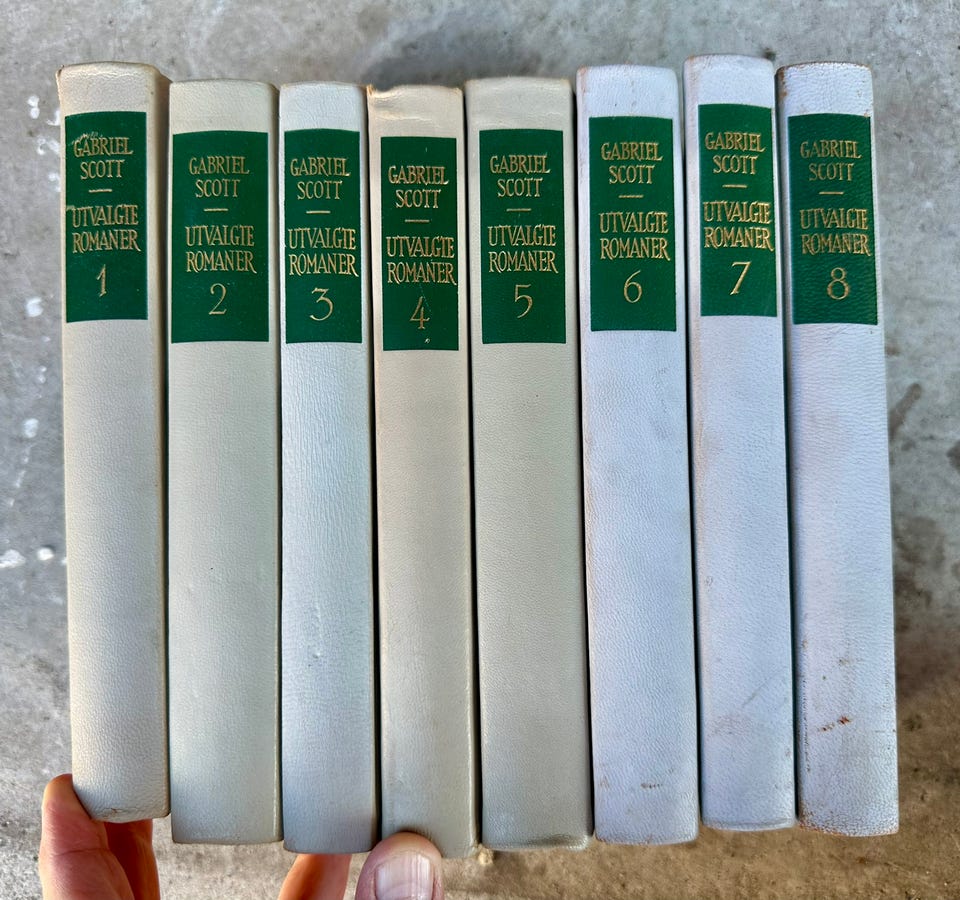 GABRIEL
SCOTT
UTVALGTE
ROMANER
1
GABRIEL
SCOTT
UTVALGTE
ROMANER
2
GABRIEL
SCOTT
UTVALGTE
ROMANER
3
GABRIEL
SCOTT
UTVALGTE
ROMANER
4
GABRIEL
SCOTT
UTVALGTE
ROMANER
5
GABRIEL
SCOTT
UTVALGTE
ROMANER
6
GABRIEL
SCOTT
UTVALGTE
ROMANER
7
GABRIEL
SCOTT
UTVALGTE
ROMANER
8